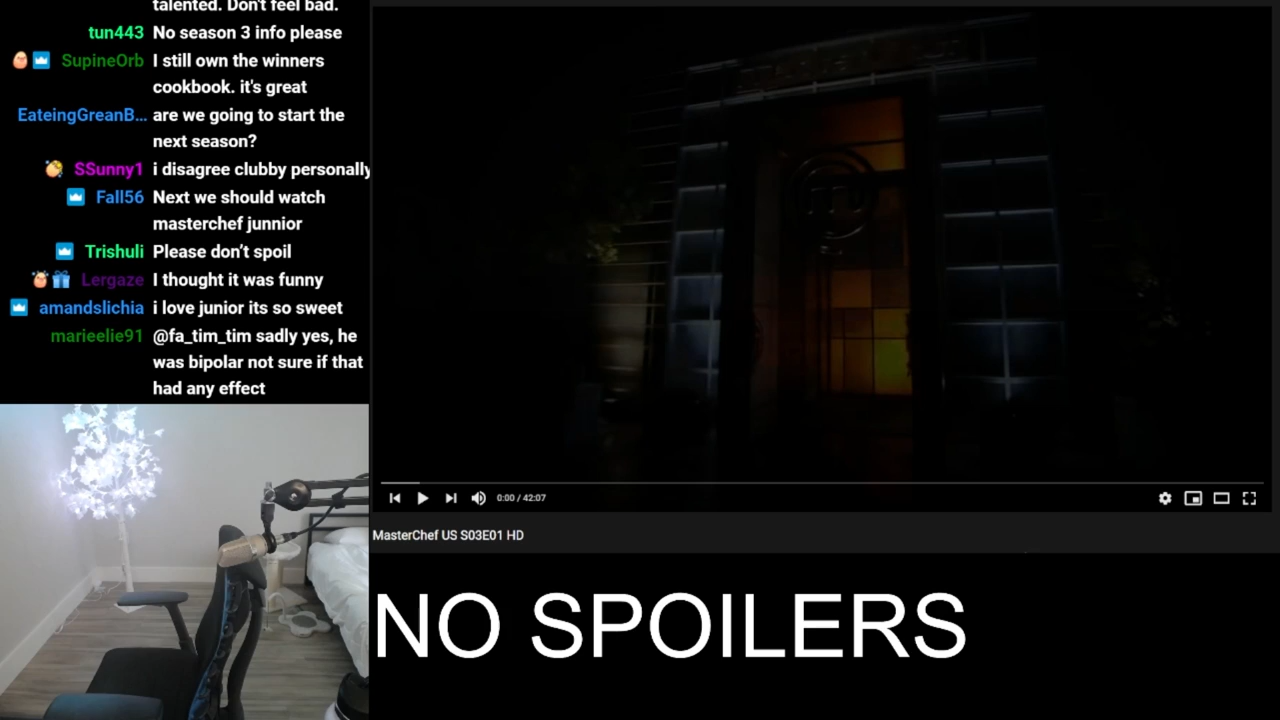 talented. Don't feel bad.
tun443 No season 3 info please
SupineOrb I still own the winners
cookbook. it's great
EateingGreanB… are we going to start the
next season?
SSunny1 i disagree clubby personally
Fall56 Next we should watch
masterchef junnior
Trishuli Please don’t spoil
Lergaze I thought it was funny
amandslichia i love junior its so sweet
marieelie91 @fa_tim_tim sadly yes, he
was bipolar not sure if that
had any effect
0:00 / 42:07
MasterChef US S03E01 HD
NO SPOILERS